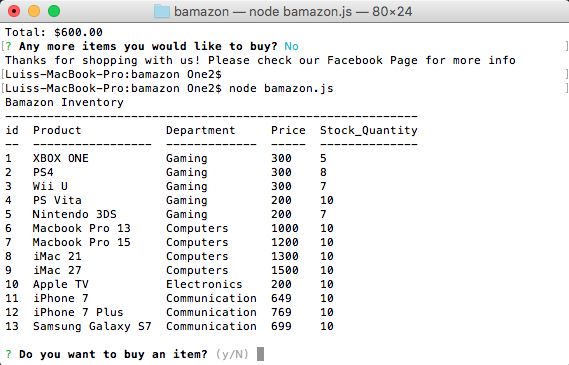 bamazon — node bamazon.js — 80×24
Total: $600.00
[? Any more items you would like to buy? No ]
Thanks for shopping with us! Please check our Facebook Page for more info
[Luiss-MacBook-Pro:bamazon One2$ ]
[Luiss-MacBook-Pro:bamazon One2$ node bamazon.js ]
Bamazon Inventory
----------------------------------------------------------
id  Product            Department      Price  Stock_Quantity
--  -----------------  -------------  -----  --------------
1   XBOX ONE           Gaming         300    5
2   PS4                Gaming         300    8
3   Wii U              Gaming         300    7
4   PS Vita            Gaming         200    10
5   Nintendo 3DS       Gaming         200    7
6   Macbook Pro 13     Computers      1000   10
7   Macbook Pro 15     Computers      1200   10
8   iMac 21            Computers      1300   10
9   iMac 27            Computers      1500   10
10  Apple TV           Electronics    200    10
11  iPhone 7           Communication  649    10
12  iPhone 7 Plus      Communication  769    10
13  Samsung Galaxy S7  Communication  699    10
? Do you want to buy an item? (y/N)